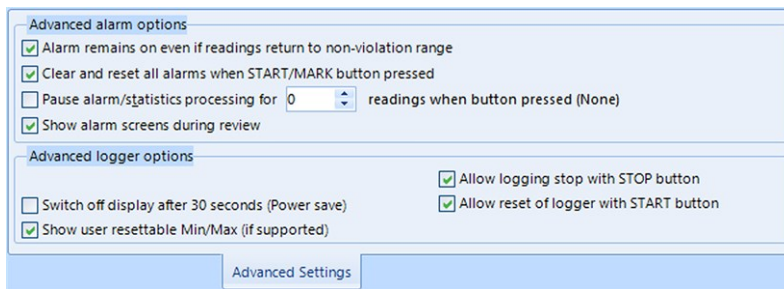 Advanced alarm options
Alarm remains on even if readings return to non-violation range
Clear and reset all alarms when START/MARK button pressed
Pause alarm/statistics processing for 0 readings when button pressed (None)
Show alarm screens during review
Advanced logger options
Allow logging stop with STOP button
Switch off display after 30 seconds (Power save)
Allow reset of logger with START button
Show user resettable Min/Max (if supported)
Advanced Settings